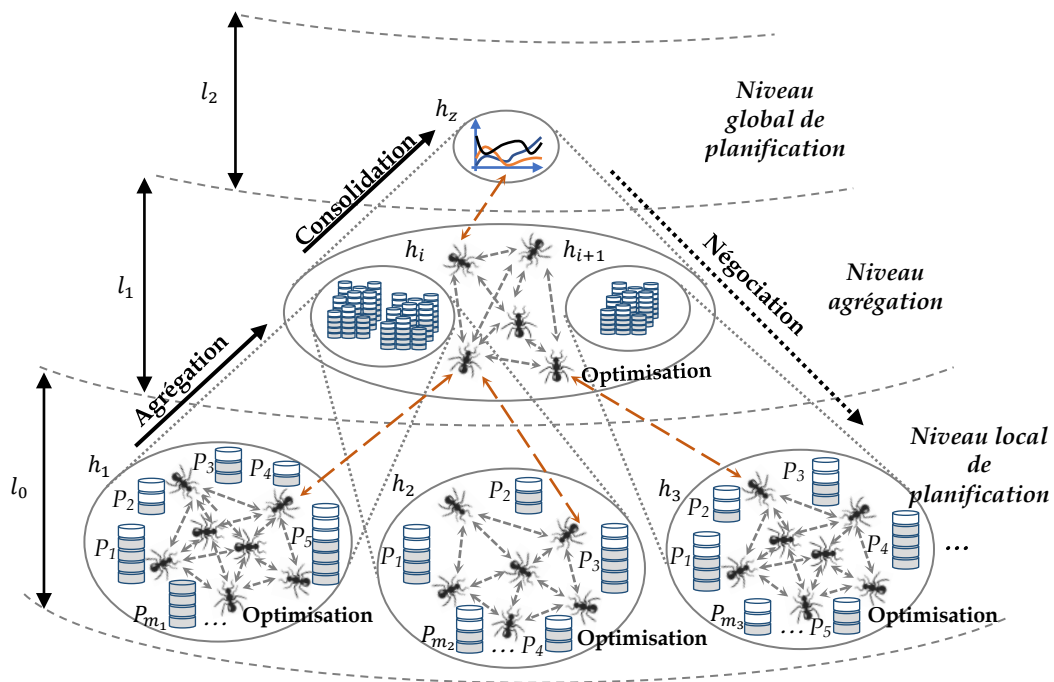 l₂
h_z
Niveau
global de
planification
Consolidation
Négociation
l₁
h_i
h_{i+1}
Niveau
agrégation
Optimisation
Agrégation
l₀
h₁
P₃
P₄
P₂
P₁
P₅
P_{m₁}
...
Optimisation
h₂
P₂
P₁
P₃
P_{m₂}
...
P₄
Optimisation
h₃
P₃
P₂
P₁
P₄
P_{m₃}
...
P₅
Optimisation
Niveau local
de
planification
...